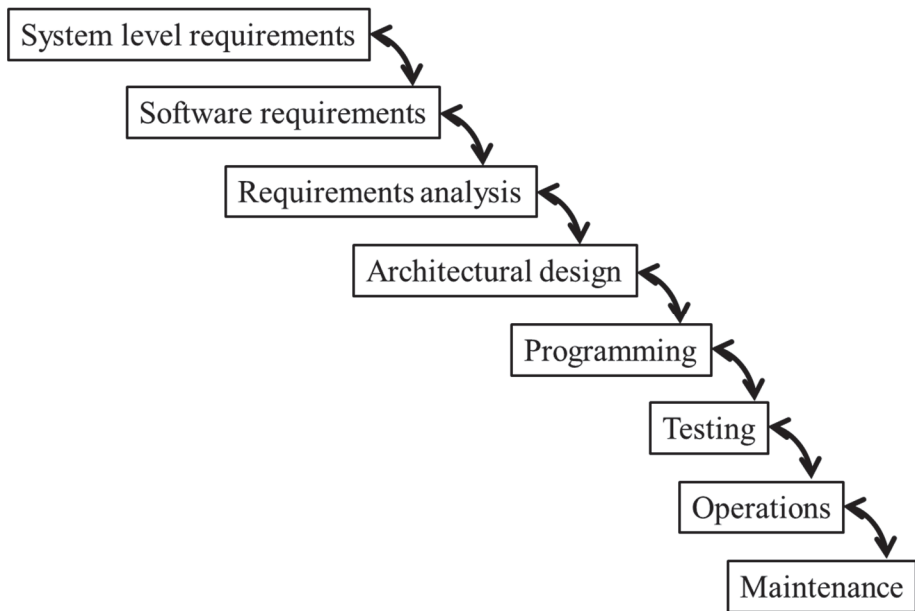 System level requirements
Software requirements
Requirements analysis
Architectural design
Programming
Testing
Operations
Maintenance